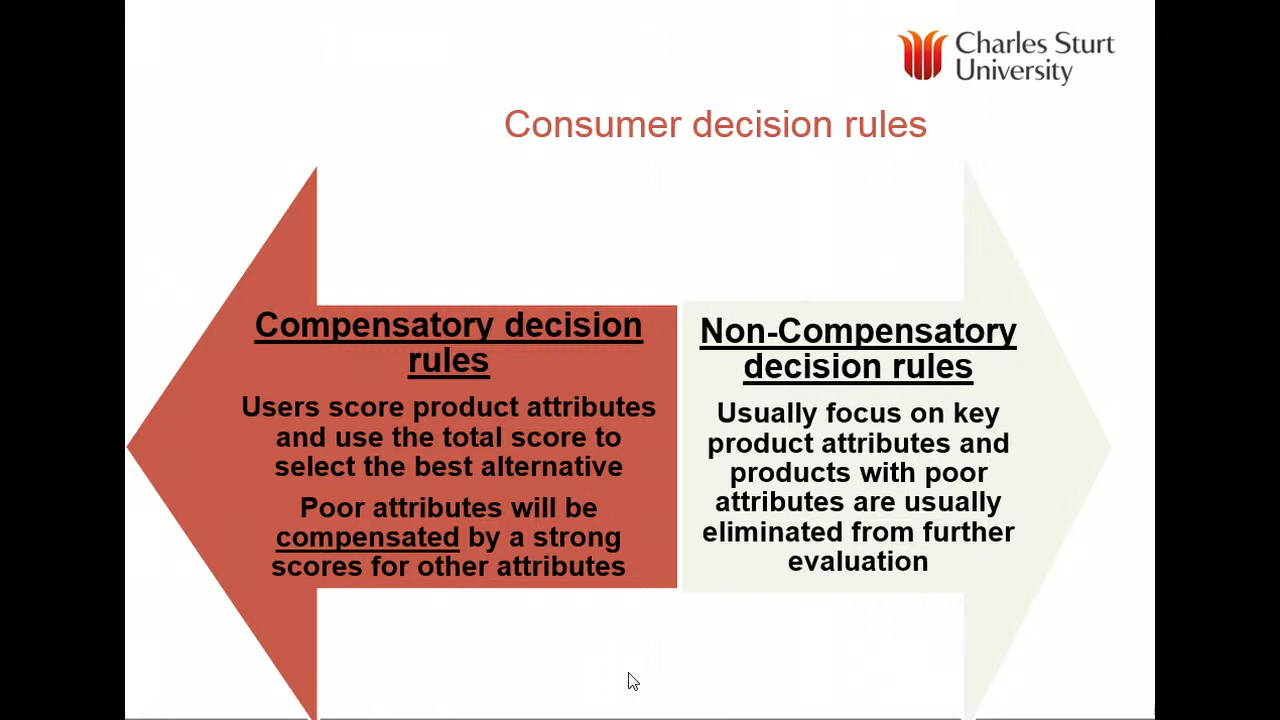 Charles Sturt
University
Consumer decision rules
Compensatory decision
rules
Users score product attributes
and use the total score to
select the best alternative
Poor attributes will be
compensated by a strong
scores for other attributes
Non-Compensatory
decision rules
Usually focus on key
product attributes and
products with poor
attributes are usually
eliminated from further
evaluation